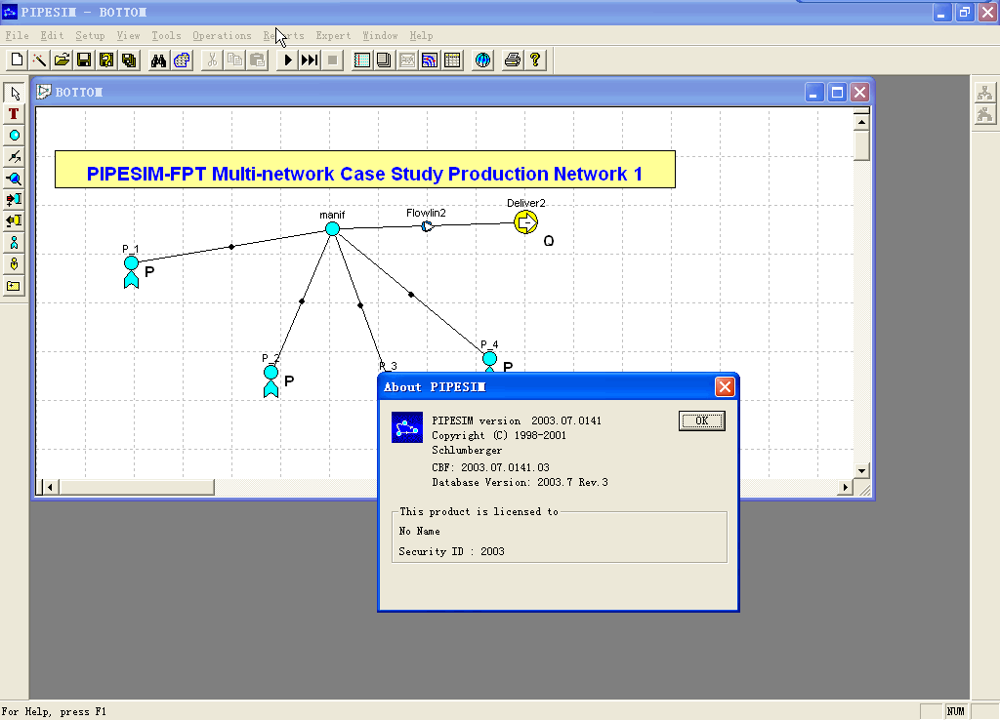 PIPESIM - BOTTOM
File Edit Setup View Tools Operations Reports Expert Window Help
BOTTOM
PIPESIM-FPT Multi-network Case Study Production Network 1
Deliver2
manif
Flowlin2
Q
P_1
P
P_2
P
P_3
P_4
P
About PIPESIM
PIPESIM version 2003.07.0141
OK
Copyright (C) 1998-2001
Schlumberger
CBF: 2003.07.0141.03
Database Version: 2003.7 Rev.3
This product is licensed to
No Name
Security ID : 2003
For Help, press F1
NUM